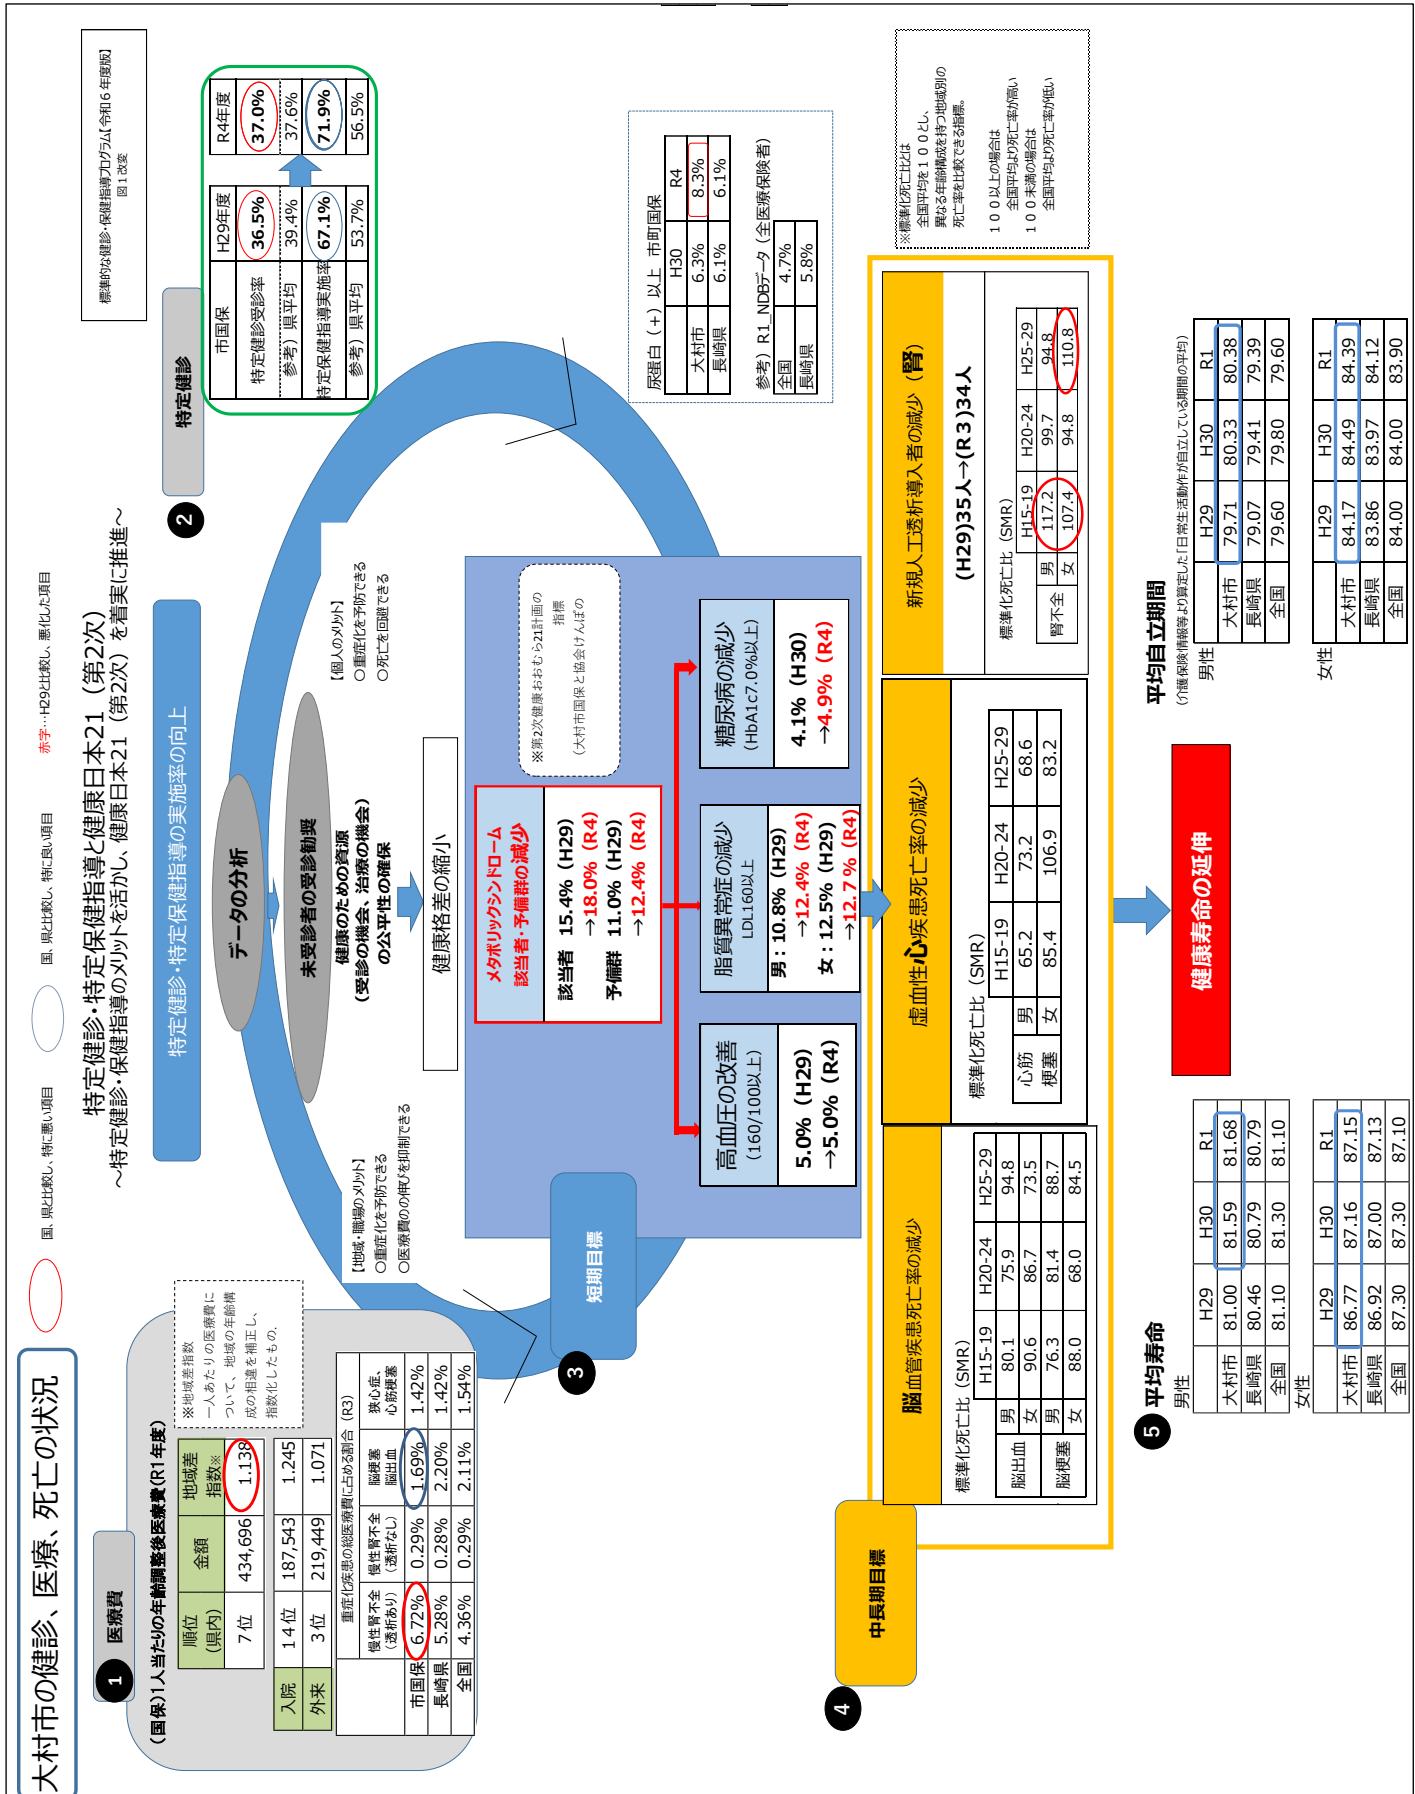 大村市の健診、医療、死亡の状況
国、県と比較し、特に悪い項目
国、県と比較し、特に良い項目
赤字…H29と比較し、悪化した項目
特定健診・特定保健指導と健康日本21（第2次）
～特定健診・保健指導のメリットを活かし、健康日本21（第2次）を着実に推進～
標準的な健診・保健指導プログラム【令和６年度版】
図１改変
1 医療費
（国保）1人当たりの年齢調整後医療費（R1年度）
順位（県内） 金額 地域差指数※
7位 434,696 1.138
入院 14位 187,543 1.245
外来 3位 219,449 1.071
※地域差指数
一人あたりの医療費に
ついて、地域の年齢構
成の相違を補正し、
指数化したもの.
重症化疾患の総医療費に占める割合（R3）
慢性腎不全（透析あり） 慢性腎不全（透析なし） 脳梗塞 脳出血 狭心症、心筋梗塞
市国保 6.72% 0.29% 1.69% 1.42%
長崎県 5.28% 0.28% 2.20% 1.42%
全国 4.36% 0.29% 2.11% 1.54%
特定健診・特定保健指導の実施率の向上
データの分析
未受診者の受診勧奨
健康のための資源
(受診の機会、治療の機会)
の公平性の確保
健康格差の縮小
【地域・職場のメリット】
○重症化を予防できる
○医療費のの伸びを抑制できる
【個人のメリット】
○重症化を予防できる
○死亡を回避できる
2 特定健診
市国保 H29年度 R4年度
特定健診受診率 36.5% 37.0%
参考）県平均 39.4% 37.6%
特定保健指導実施率 67.1% 71.9%
参考）県平均 53.7% 56.5%
3 短期目標
メタボリックシンドローム
該当者・予備群の減少
該当者 15.4% (H29)
→18.0% (R4)
予備群 11.0% (H29)
→12.4% (R4)
※第2次健康おおむら21計画の
指標
（大村市国保と協会けんぽの
高血圧の改善
(160/100以上)
5.0% (H29)
→5.0% (R4)
脂質異常症の減少
LDL160以上
男：10.8% (H29)
→12.4% (R4)
女：12.5% (H29)
→12.7% (R4)
糖尿病の減少
(HbA1c7.0%以上)
4.1% (H30)
→4.9% (R4)
尿蛋白（＋）以上 市町国保
H30 R4
大村市 6.3% 8.3%
長崎県 6.1% 6.1%
参考）R1_NDBデータ（全医療保険者）
全国 4.7%
長崎県 5.8%
4 中長期目標
脳血管疾患死亡率の減少
標準化死亡比（SMR）
H15-19 H20-24 H25-29
脳出血 男 80.1 75.9 94.8
女 90.6 86.7 73.5
脳梗塞 男 76.3 81.4 88.7
女 88.0 68.0 84.5
虚血性心疾患死亡率の減少
標準化死亡比（SMR）
H15-19 H20-24 H25-29
心筋梗塞 男 65.2 73.2 68.6
女 85.4 106.9 83.2
新規人工透析導入者の減少（腎）
(H29)35人→(R3)34人
標準化死亡比（SMR）
H15-19 H20-24 H25-29
腎不全 男 117.2 99.7 94.8
女 107.4 94.8 110.8
※標準化死亡比とは
全国平均を１００とし、
異なる年齢構成を持つ地域別の
死亡率を比較できる指標。
１００以上の場合は
全国平均より死亡率が高い
１００未満の場合は
全国平均より死亡率が低い
5 平均寿命
男性
H29 H30 R1
大村市 81.00 81.59 81.68
長崎県 80.46 80.79 80.79
全国 81.10 81.30 81.10
女性
H29 H30 R1
大村市 86.77 87.16 87.15
長崎県 86.92 87.00 87.13
全国 87.30 87.30 87.10
健康寿命の延伸
平均自立期間
(介護保険情報等より算定した「日常生活動作が自立している期間の平均」)
男性
H29 H30 R1
大村市 79.71 80.33 80.38
長崎県 79.07 79.41 79.39
全国 79.60 79.80 79.60
女性
H29 H30 R1
大村市 84.17 84.49 84.39
長崎県 83.86 83.97 84.12
全国 84.00 84.00 83.90